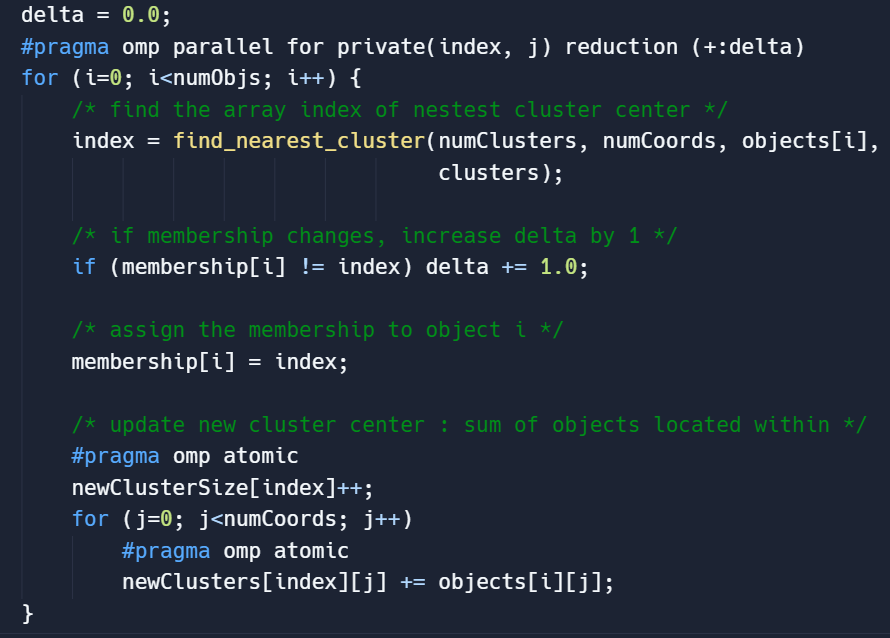 delta = 0.0;
#pragma omp parallel for private(index, j) reduction (+:delta)
for (i=0; i<numObjs; i++) {
    /* find the array index of nestest cluster center */
    index = find_nearest_cluster(numClusters, numCoords, objects[i],
                                 clusters);

    /* if membership changes, increase delta by 1 */
    if (membership[i] != index) delta += 1.0;

    /* assign the membership to object i */
    membership[i] = index;

    /* update new cluster center : sum of objects located within */
    #pragma omp atomic
    newClusterSize[index]++;
    for (j=0; j<numCoords; j++)
        #pragma omp atomic
        newClusters[index][j] += objects[i][j];
}